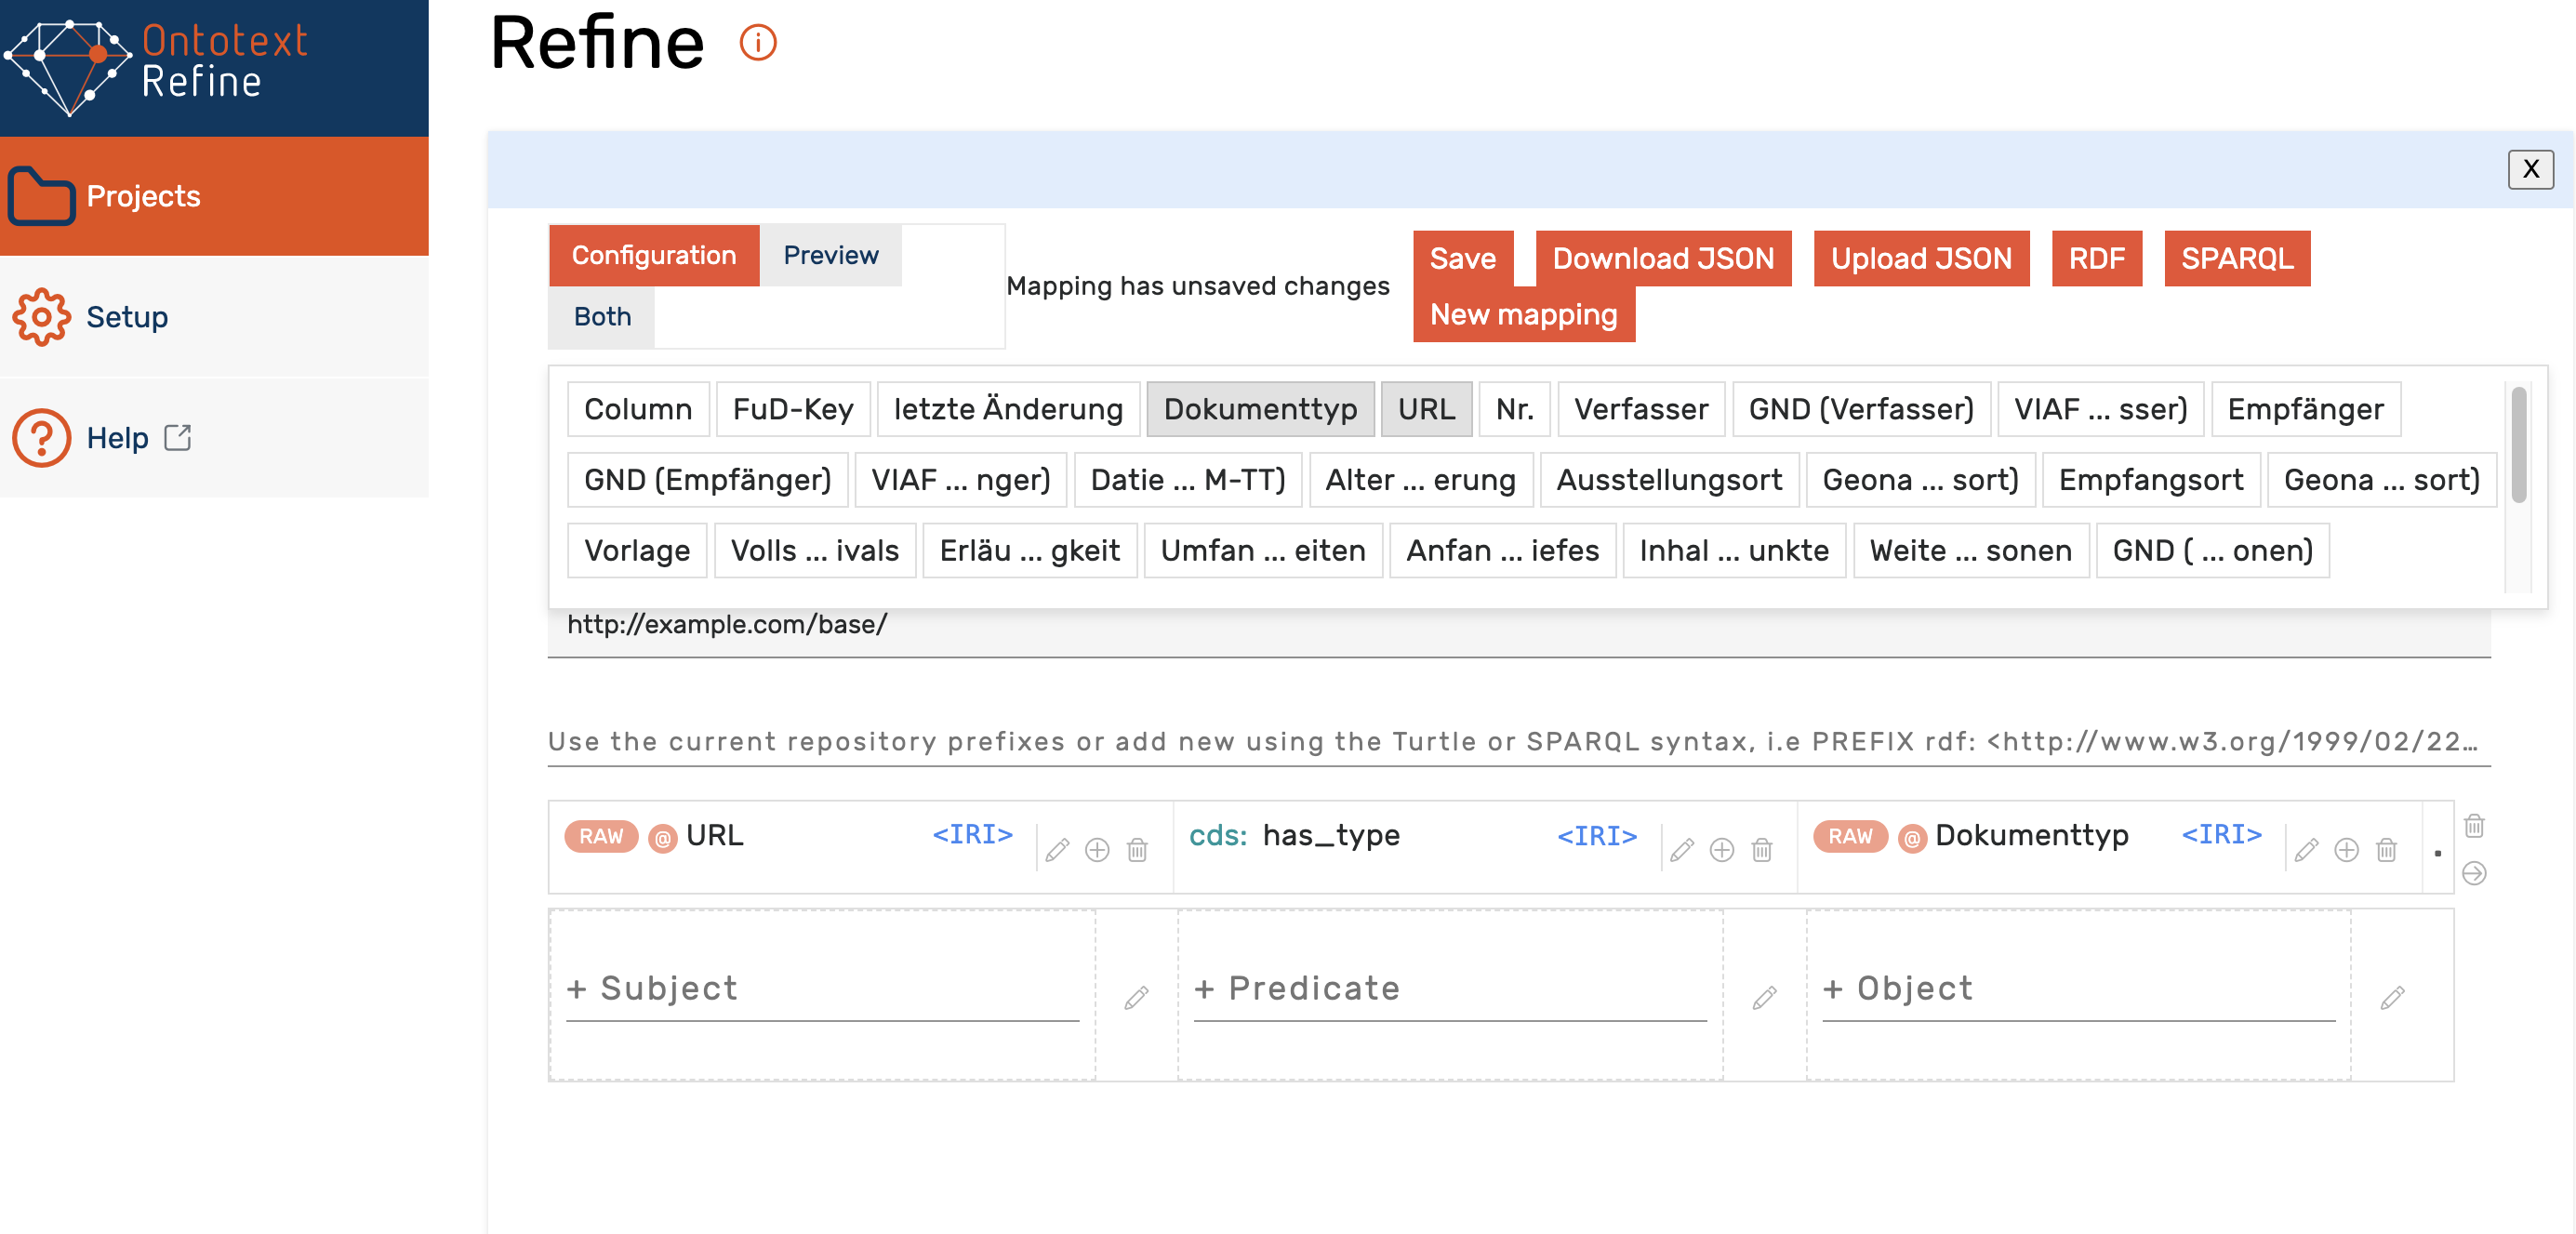 Ontotext
Refine
Projects
Setup
Help
Refine
X
Configuration
Preview
Both
Mapping has unsaved changes
Save
Download JSON
Upload JSON
RDF
SPARQL
New mapping
Column FuD-Key letzte Änderung Dokumenttyp URL Nr. Verfasser GND (Verfasser) VIAF ... sser) Empfänger
GND (Empfänger) VIAF ... nger) Datie ... M-TT) Alter ... erung Ausstellungsort Geona ... sort) Empfangsort Geona ... sort)
Vorlage Volls ... ivals Erläu ... gkeit Umfan ... eiten Anfan ... iefes Inhal ... unkte Weite ... sonen GND ( ... onen)
http://example.com/base/
Use the current repository prefixes or add new using the Turtle or SPARQL syntax, i.e PREFIX rdf: <http://www.w3.org/1999/02/22...
RAW @ URL <IRI> cds: has_type <IRI> RAW @ Dokumenttyp <IRI> .
+ Subject + Predicate + Object